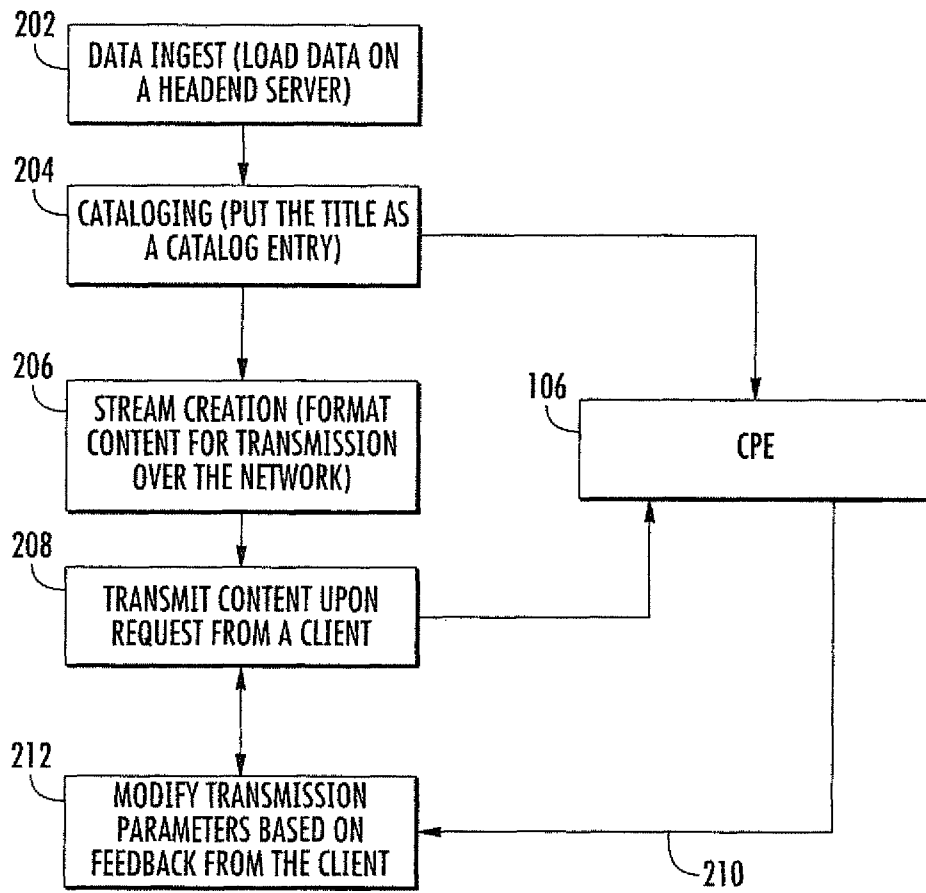 202
DATA INGEST (LOAD DATA ON
A HEADEND SERVER)
204
CATALOGING (PUT THE TITLE AS
A CATALOG ENTRY)
206
STREAM CREATION (FORMAT
CONTENT FOR TRANSMISSION
OVER THE NETWORK)
106
CPE
208
TRANSMIT CONTENT UPON
REQUEST FROM A CLIENT
212
MODIFY TRANSMISSION
PARAMETERS BASED ON
FEEDBACK FROM THE CLIENT
210